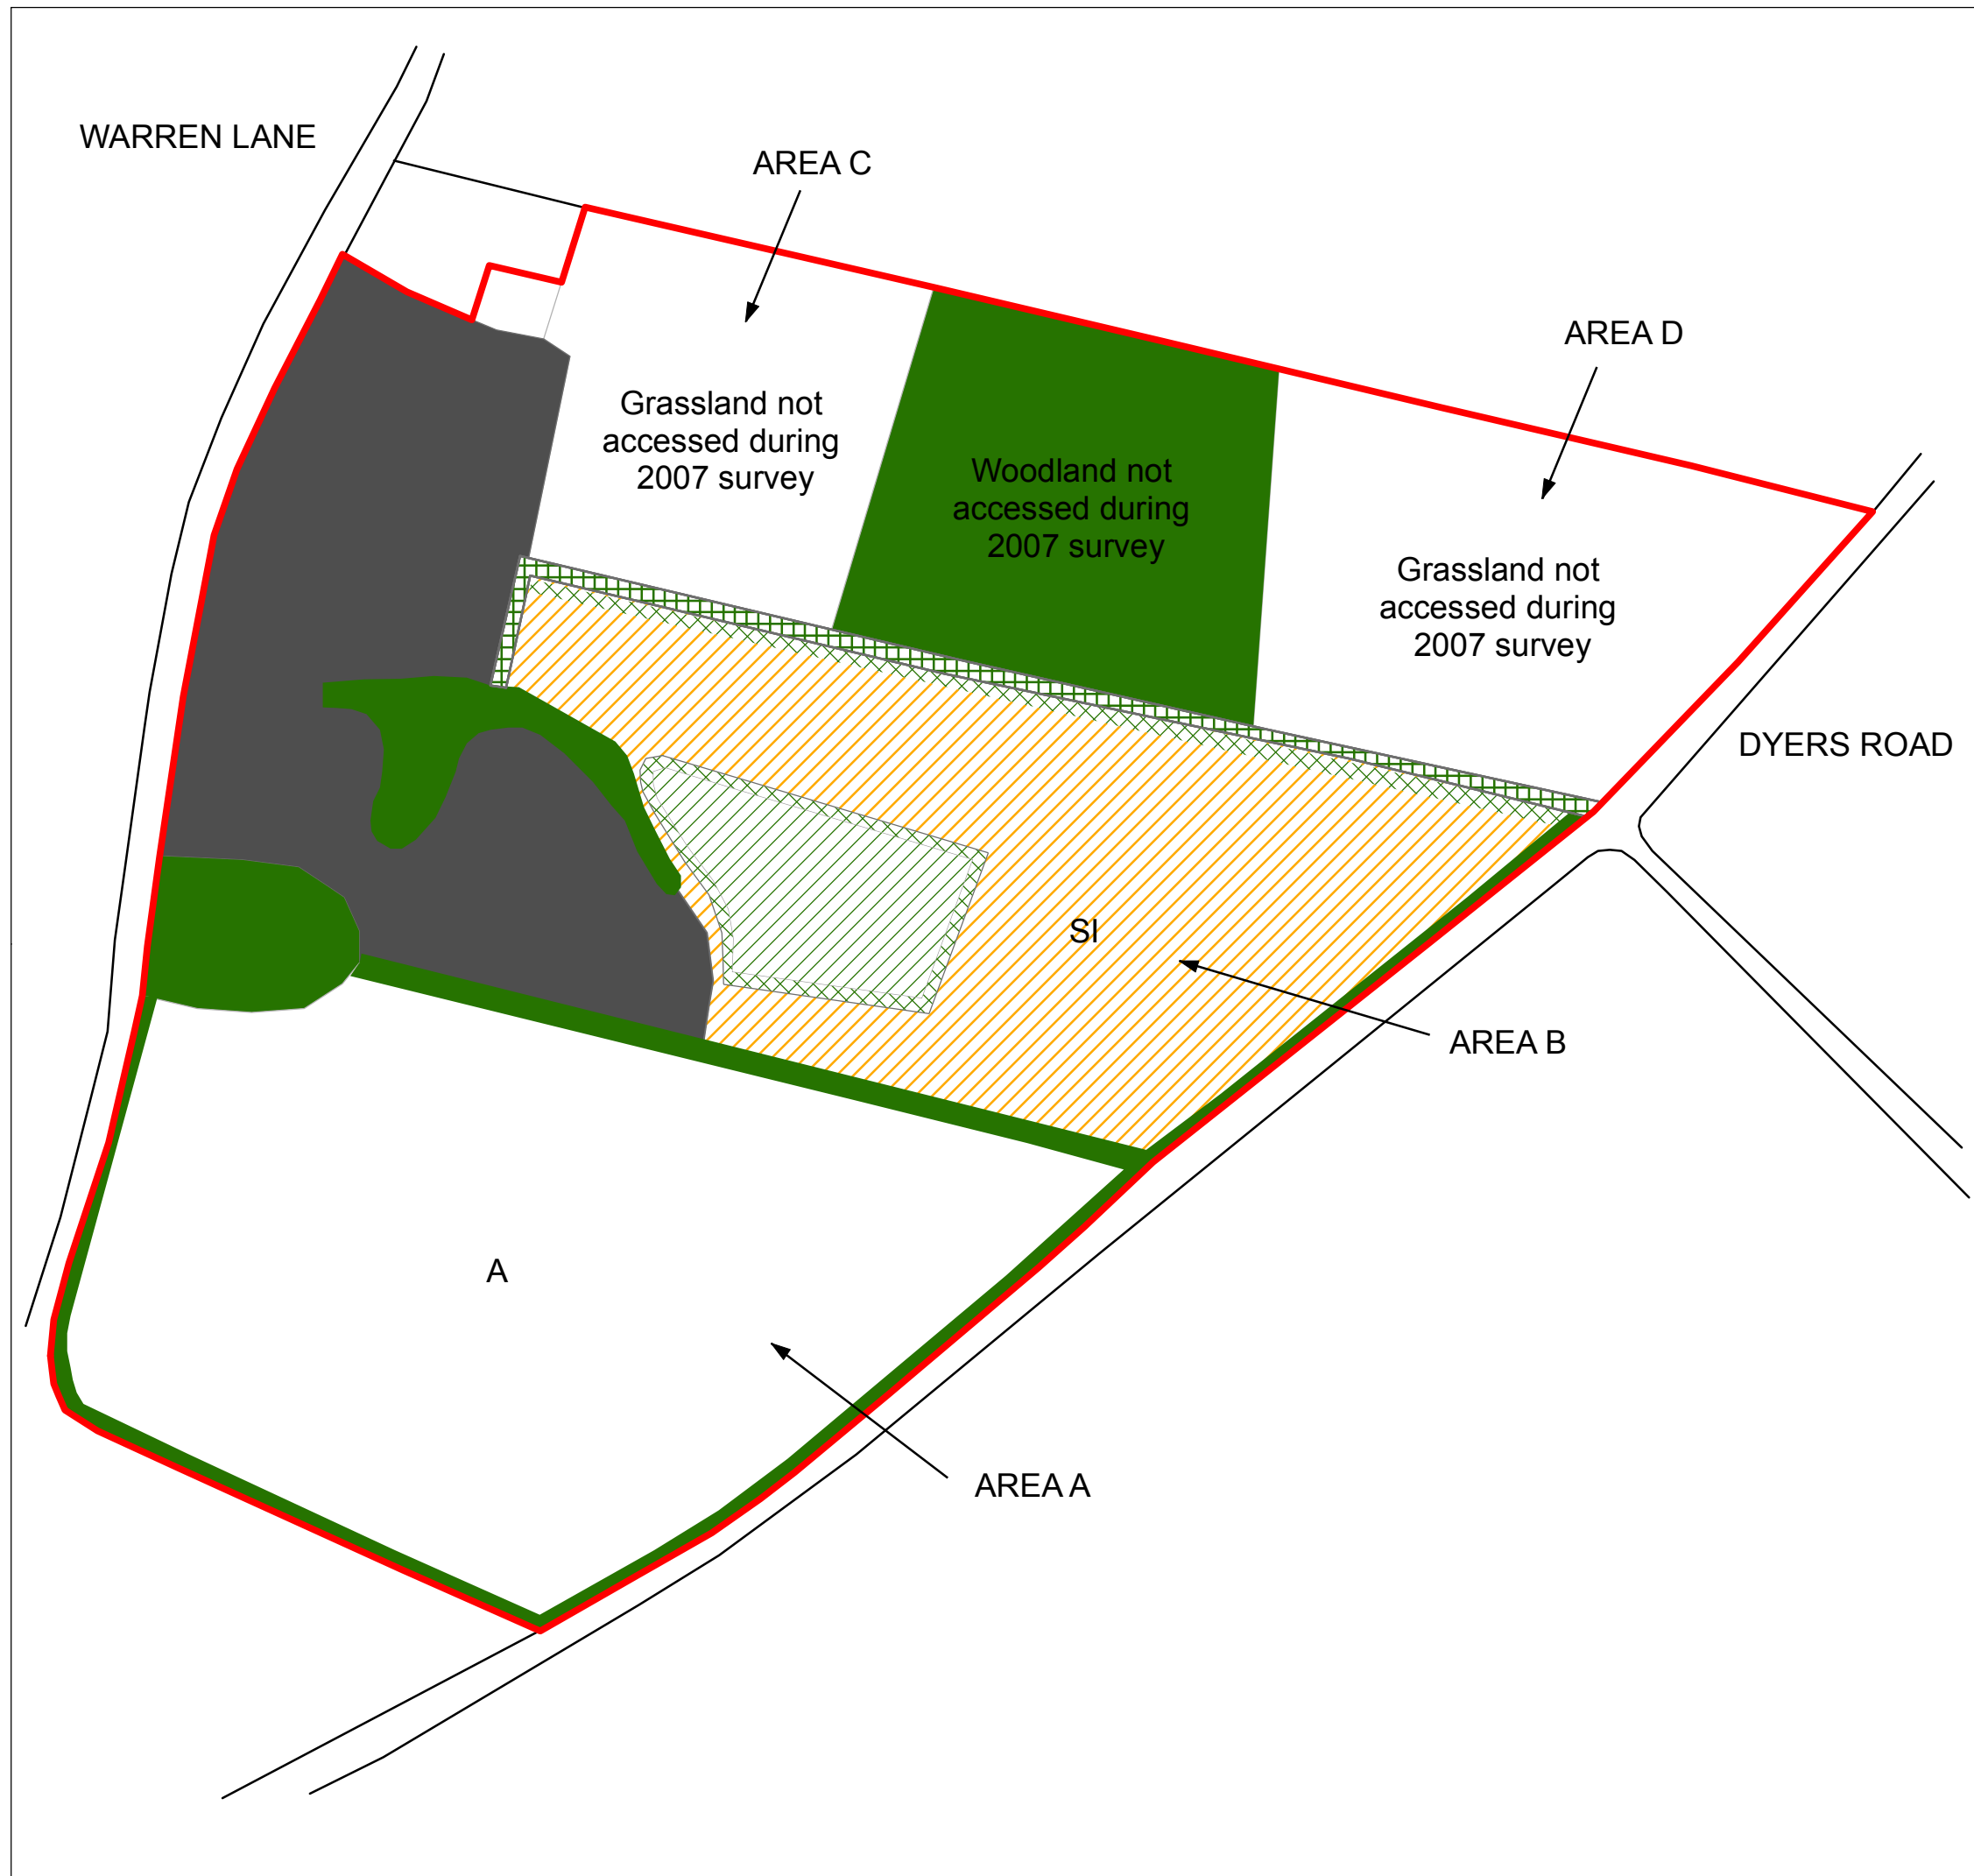 WARREN LANE
AREA C
AREA D
Grassland not
accessed during
2007 survey
Woodland not
accessed during
2007 survey
Grassland not
accessed during
2007 survey
DYERS ROAD
SI
AREA B
A
AREA A